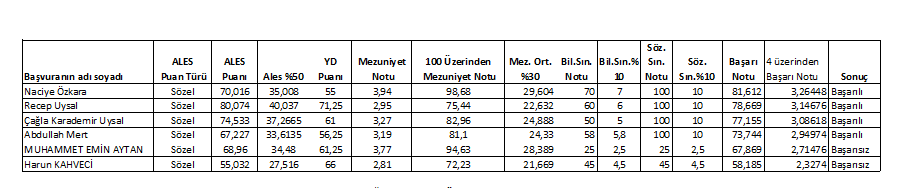 Başvuranın adı soyadı ALES Puan Türü ALES Puanı Ales %50 YD Puanı Mezuniyet Notu 100 Üzerinden Mezuniyet Notu Mez. Ort. %30 Bil.Sın. Notu Bil.Sın.% 10 Söz. Sın. Notu Söz. Sın.%10 Başarı Notu 4 üzerinden Başarı Notu Sonuç
Naciye Özkara Sözel 70,016 35,008 55 3,94 98,68 29,604 70 7 100 10 81,612 3,26448 Başarılı
Recep Uysal Sözel 80,074 40,037 71,25 2,95 75,44 22,632 60 6 100 10 78,669 3,14676 Başarılı
Çağla Karademir Uysal Sözel 74,533 37,2665 61 3,27 82,96 24,888 50 5 100 10 77,155 3,08618 Başarılı
Abdullah Mert Sözel 67,227 33,6135 56,25 3,19 81,1 24,33 58 5,8 100 10 73,744 2,94974 Başarılı
MUHAMMET EMİN AYTAN Sözel 68,96 34,48 61,25 3,77 94,63 28,389 25 2,5 25 2,5 67,869 2,71476 Başarısız
Harun KAHVECİ Sözel 55,032 27,516 66 2,81 72,23 21,669 45 4,5 45 4,5 58,185 2,3274 Başarısız